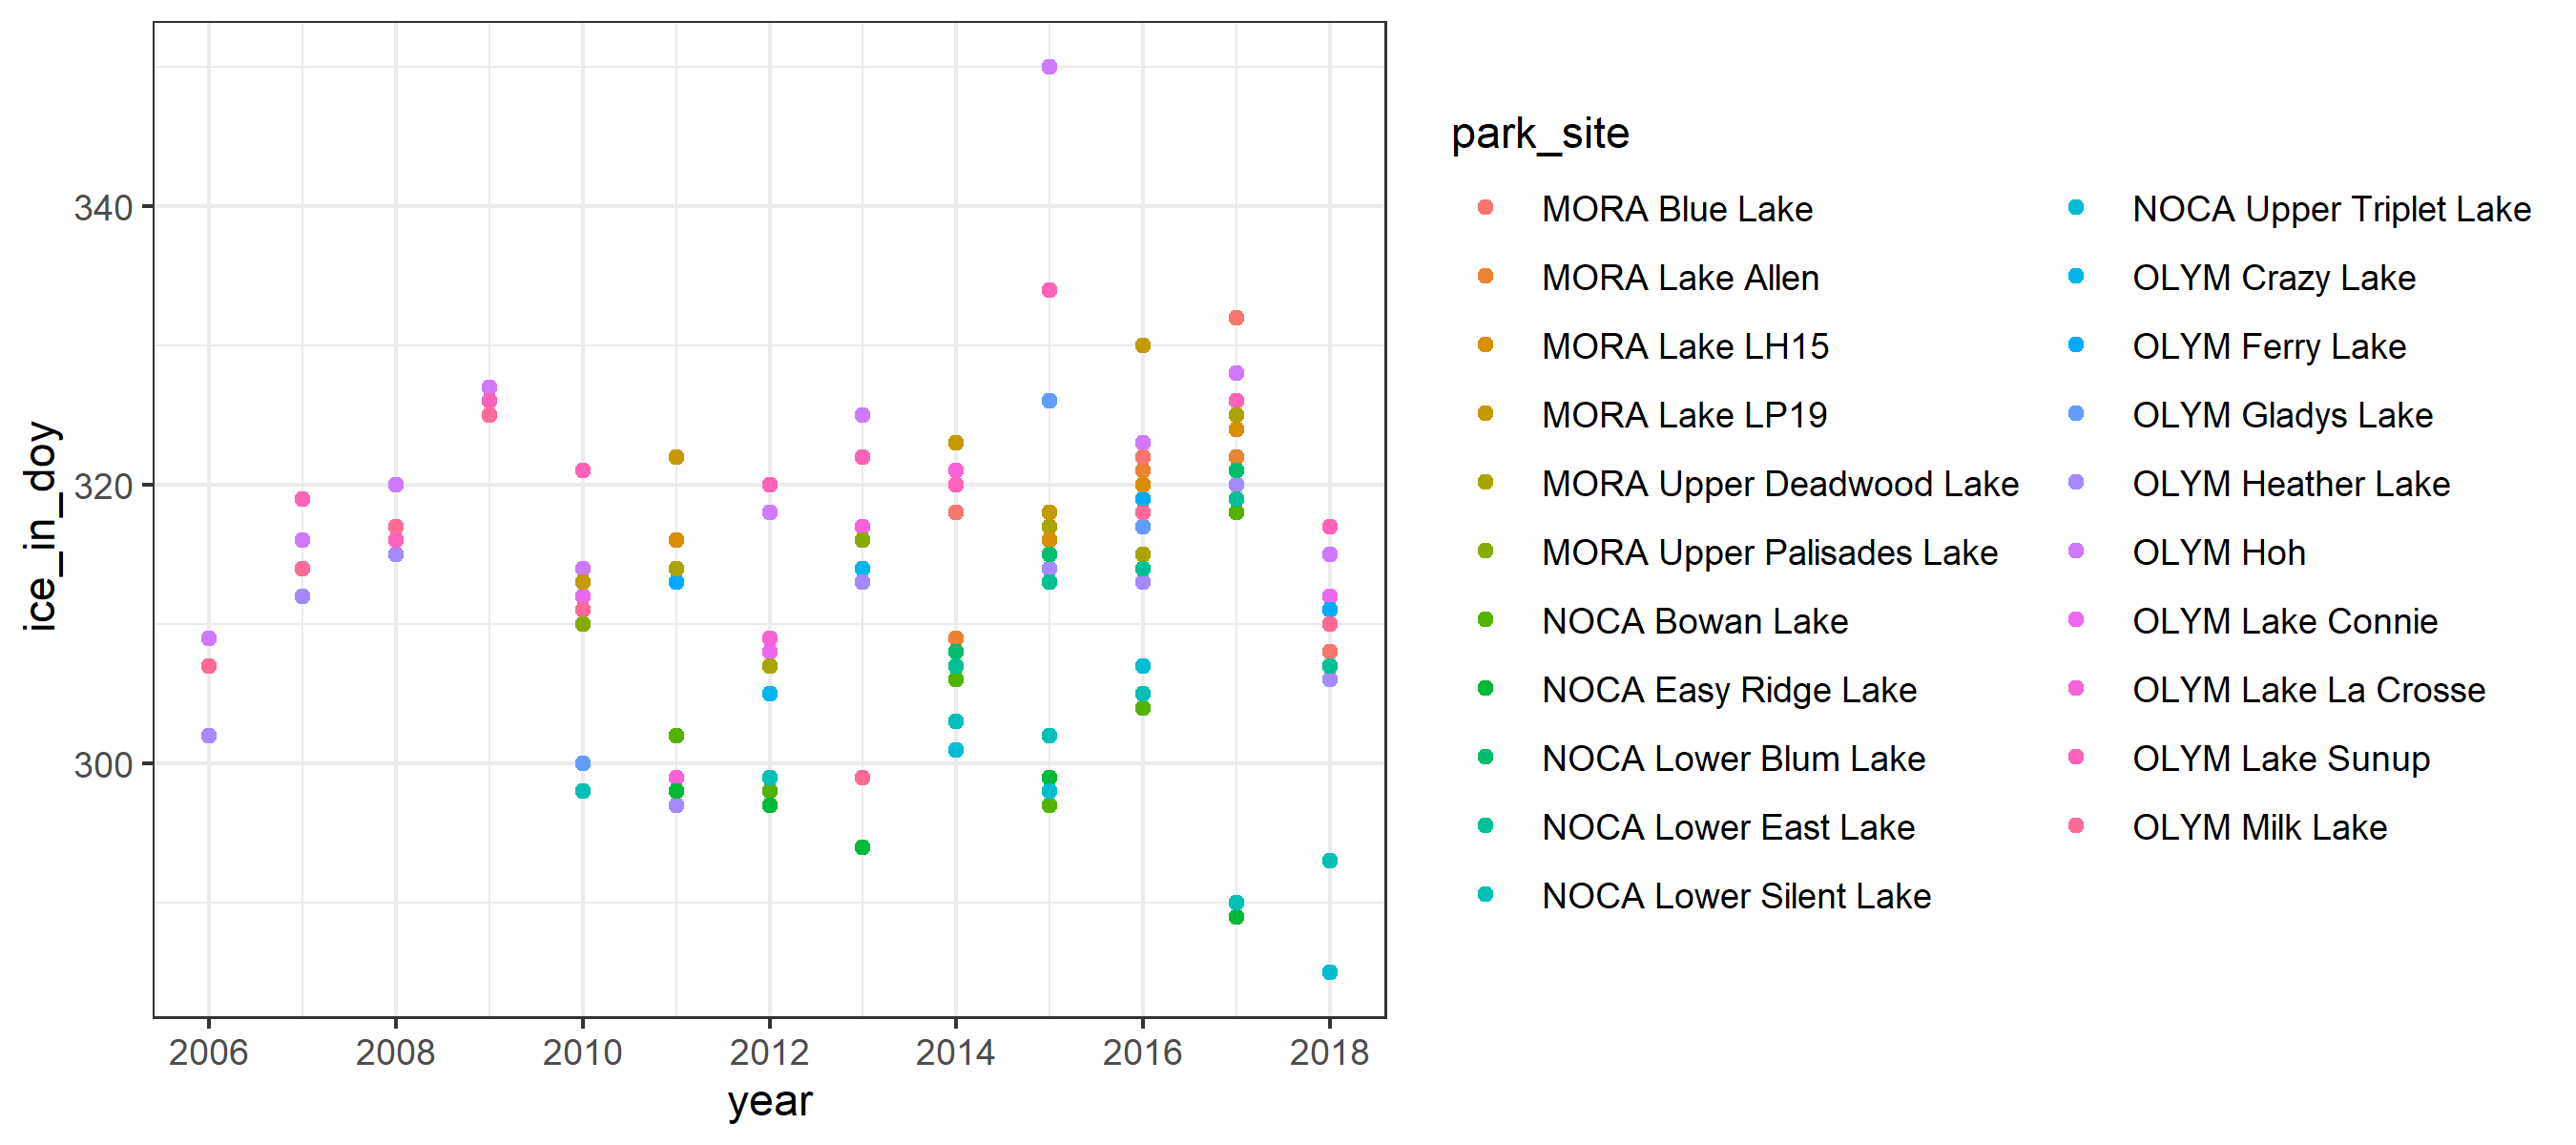 ice_in_doy
340
320
300
2006 2008 2010 2012 2014 2016 2018
year
park_site
MORA Blue Lake
MORA Lake Allen
MORA Lake LH15
MORA Lake LP19
MORA Upper Deadwood Lake
MORA Upper Palisades Lake
NOCA Bowan Lake
NOCA Easy Ridge Lake
NOCA Lower Blum Lake
NOCA Lower East Lake
NOCA Lower Silent Lake
NOCA Upper Triplet Lake
OLYM Crazy Lake
OLYM Ferry Lake
OLYM Gladys Lake
OLYM Heather Lake
OLYM Hoh
OLYM Lake Connie
OLYM Lake La Crosse
OLYM Lake Sunup
OLYM Milk Lake